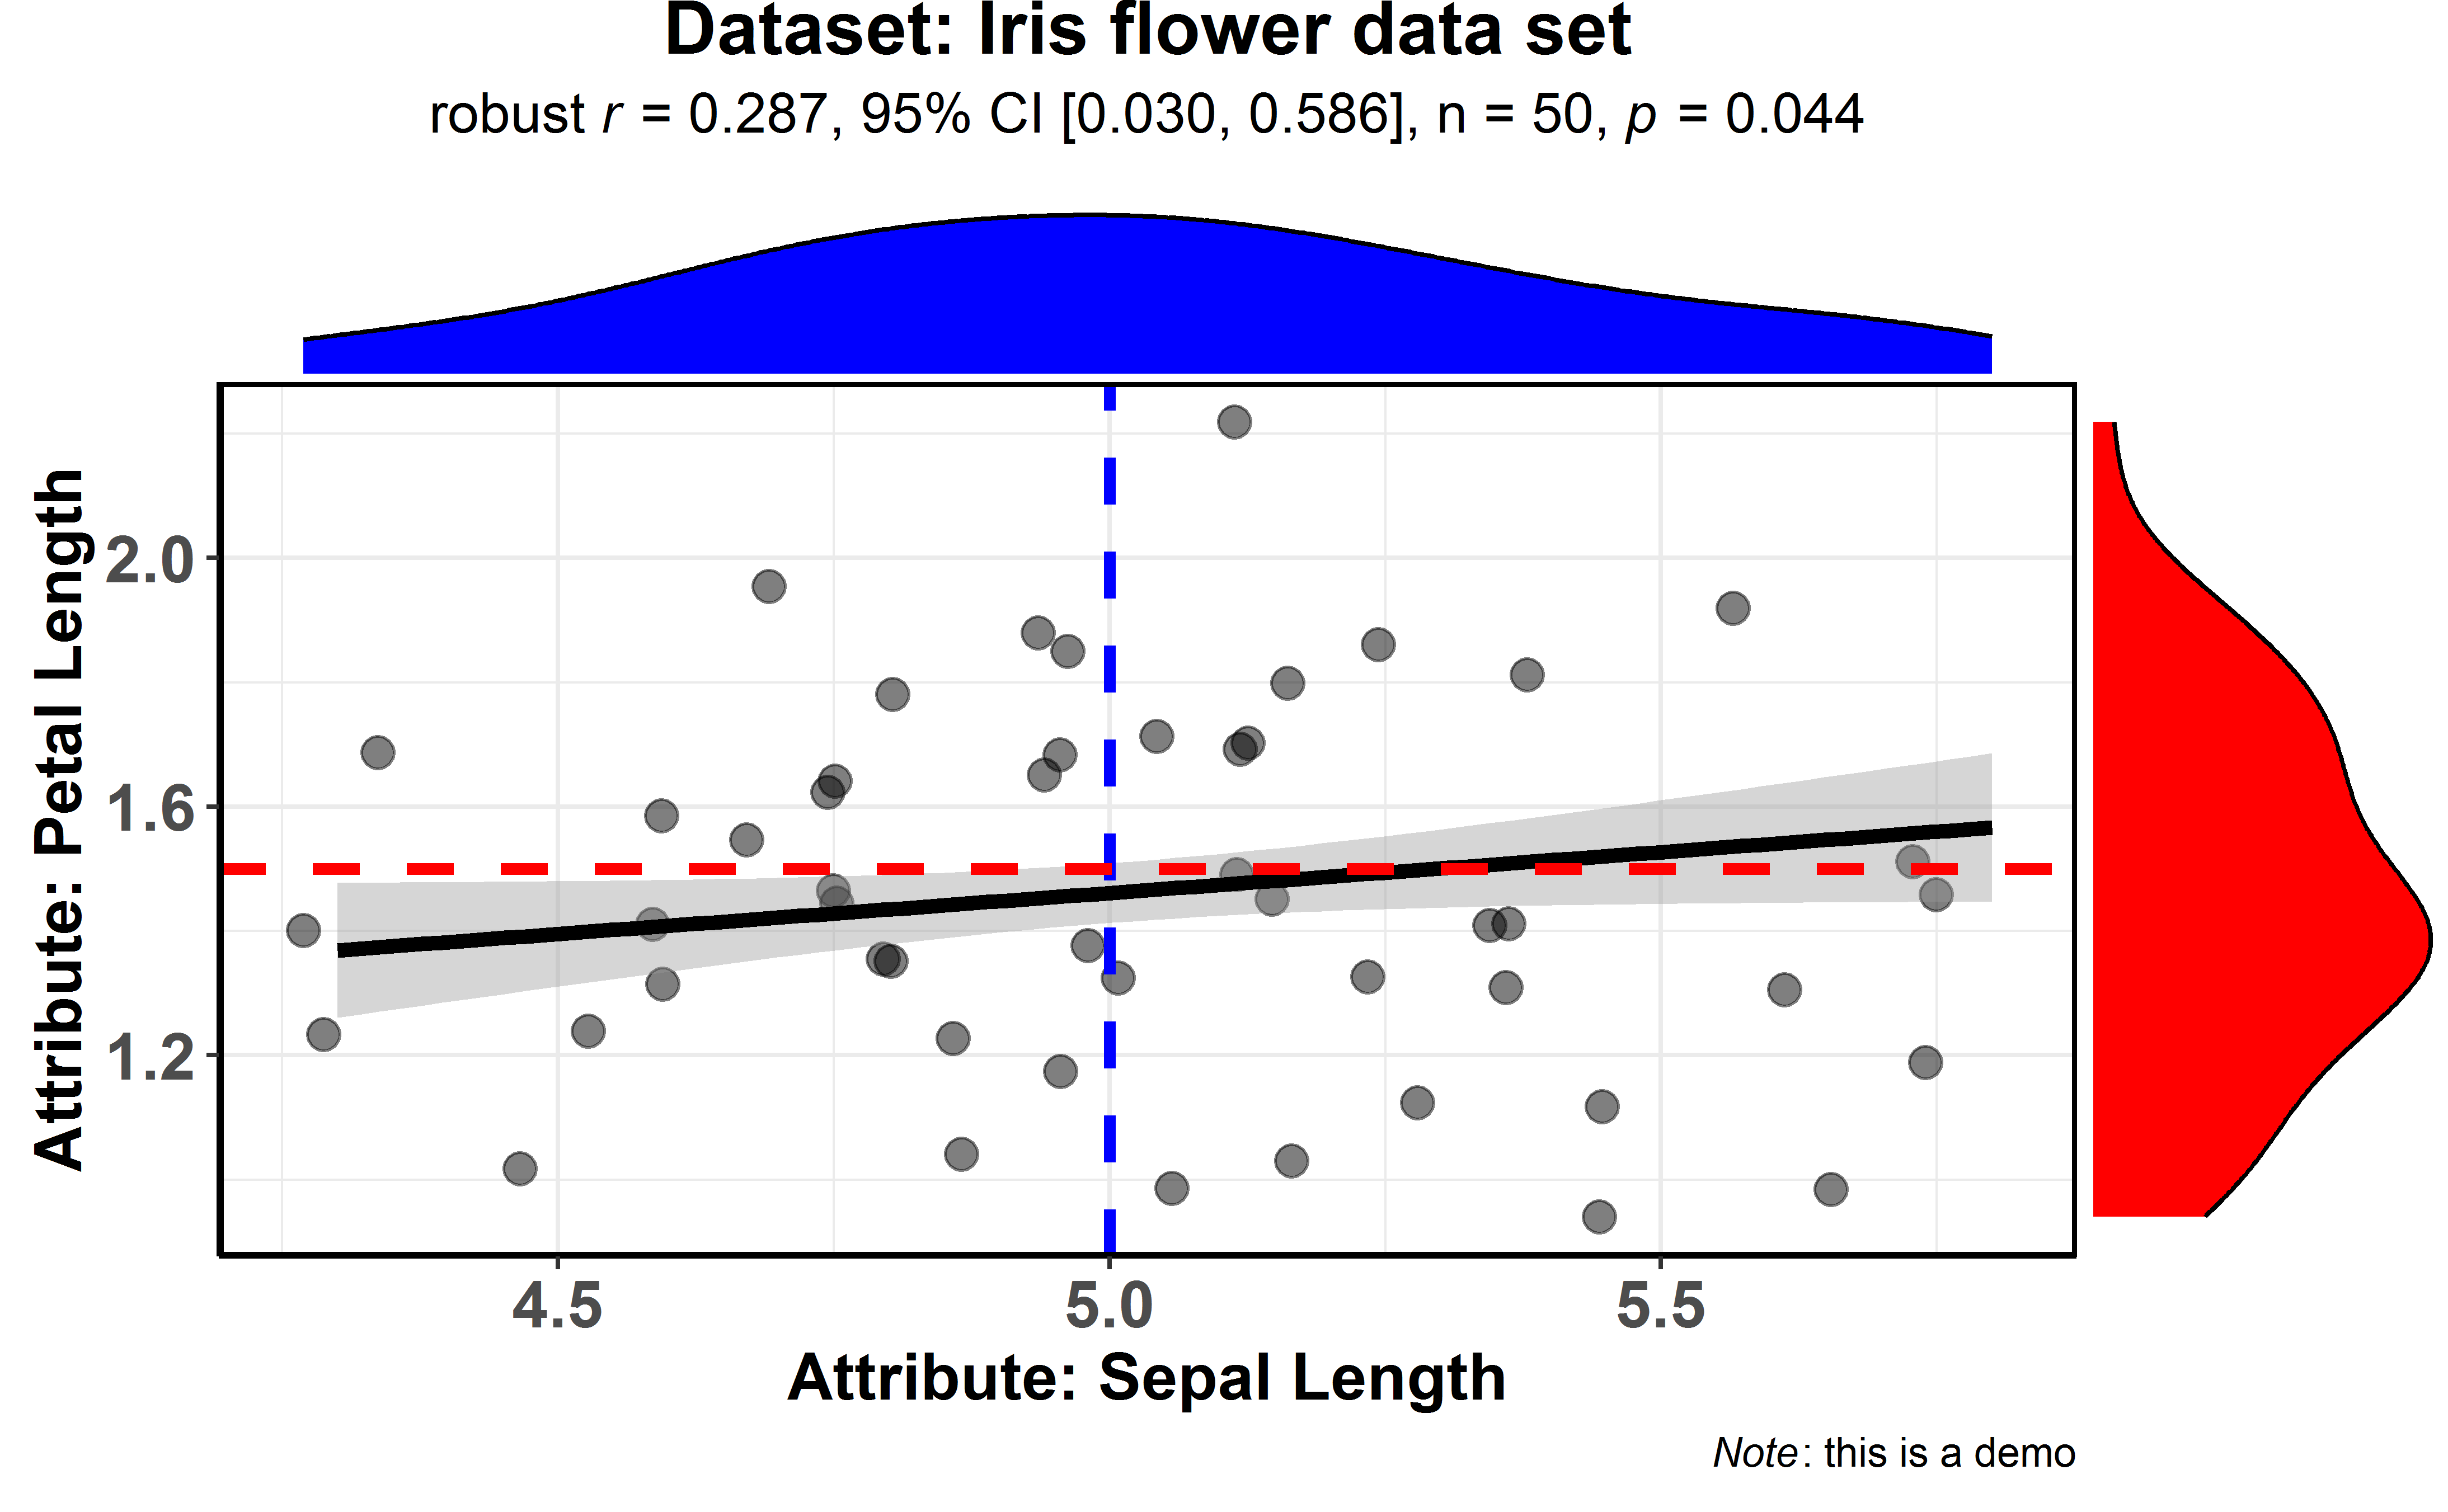 Dataset: Iris flower data set
robust r = 0.287, 95% CI [0.030, 0.586], n = 50, p = 0.044
Attribute: Petal Length
2.0
1.6
1.2
4.5 5.0 5.5
Attribute: Sepal Length
Note: this is a demo